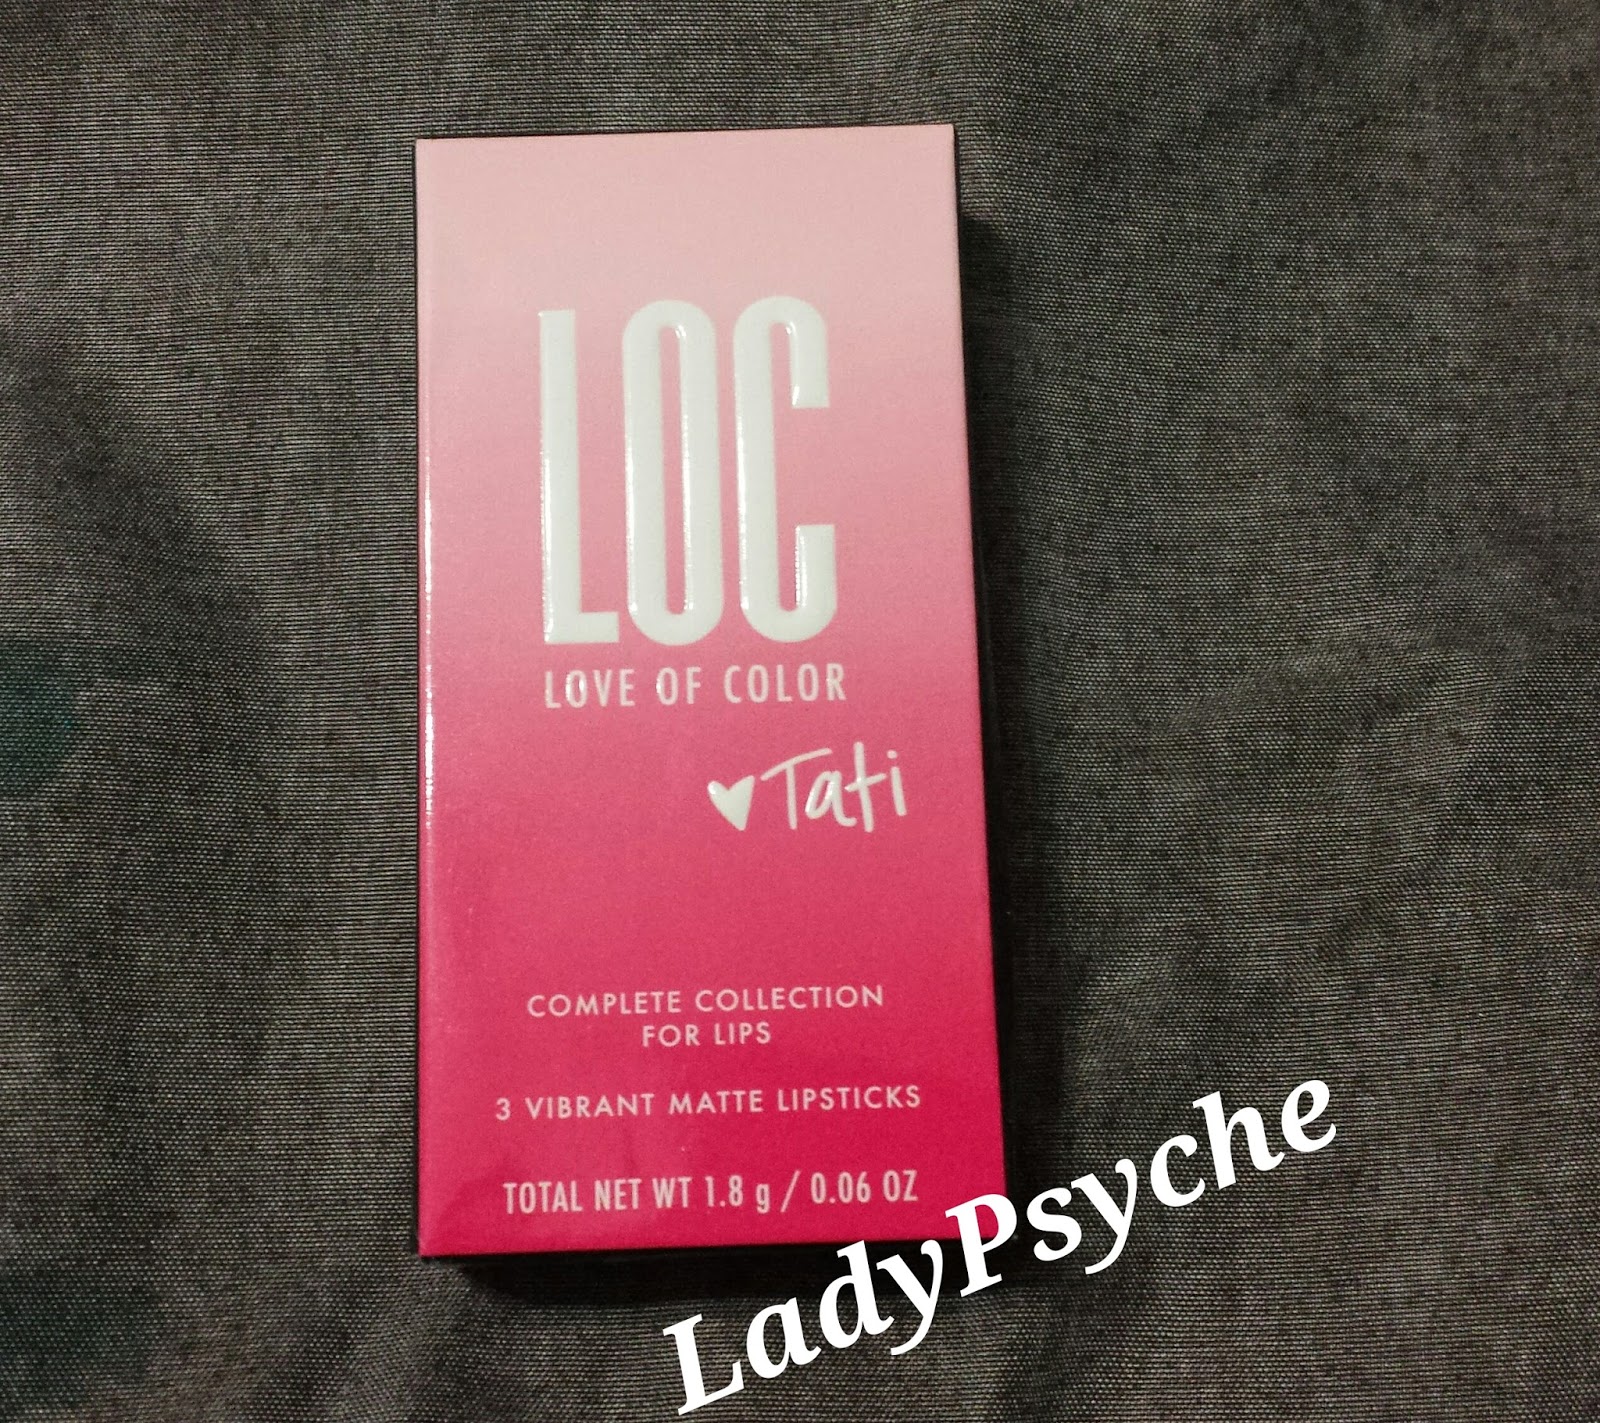 LOC
LOVE OF COLOR
♥Tati
COMPLETE COLLECTION
FOR LIPS
3 VIBRANT MATTE LIPSTICKS
TOTAL NET WT 1.8 g / 0.06 OZ
LadyPsyche